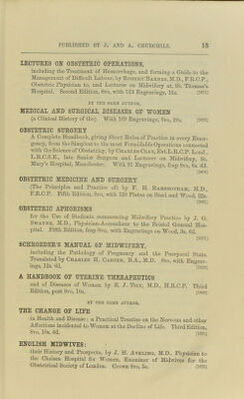 PUBLISHED BY J. AND A. CHURCHILL 15
LECTURES ON OBSTETRIC OPERATIONS,
including the Treatment of Hemorrhage, and forming a Guide to the
Management of Difficult Labour, by ROBERT BARNES, M.D., F.R.C.P.,
Obstetric Physician to, and Lecturer on Midwifery at, St. Thomas's
Hospital. Second Edition, 8vo, with 113 Engravings, 15s.
BY THE SAME AUTHOR,
MEDICAL AND SURGICAL DISEASES OF WOMEN
(a Clinical History of the). With 169 Engravings, 8vo, 28s.
OBSTETRIC SURGERY
A Complete Handbook, giving Short Rules of Practice in every Emer-
gency, from the Simplest to the most Formidable Operations connected
with the Science of Obstetricy, by CHARLES CLAY, Ext.L.R.C.P. Lond.,
L.R.C.S.E., late Senior Surgeon and Lecturer on Midwifery, St.
Mary's Hospital, Manchester. With 91 Engravings, fcap 8vo, 6s. 6d.
OBSTETRIC MEDICINE AND SURGERY
(The Principles and Practice of) by F. H. RAMSBOTHAM, M.D.,
F.R.C.P. Fifth Edition, 8vo, with 120 Plates on Steel and Wood, 22s.
OBSTETRIC APHORISMS
for the Use of Students commencing Midwifery Practice by J. G.
SWAYNE, M.D., Physician-Accoucheur to the Bristol General Hos-
pital. Fifth Edition, fcap 8vo, with Engravings on Wood, 3s. 6d.
SCHROEDER'S MANUAL OF MIDWIFERY,
including the Pathology of Pregnancy and the Puerperal State.
Translated by CHARLES H. CARTER, B.A., M.D. 8vo, with Engrav-
ings, 12s. 6d.
A HANDBOOK OF UTERINE THERAPEUTICS
and of Diseases of Women by E. J. TILT, M.D., M.R.C.P. Third
Edition, post 8vo, 10s.
BY THE SAME AUTHOR,
THE CHANGE OF LIFE
in Health and Disease: a Practical Treatise on the Nervous and other
Affections incidental to Women at the Decline of Life. Third Edition,
8vo, 10s. 6d.
ENGLISH MIDWIVES:
their History and Prospects, by J. H. AVELING, M.D., Physician to
the Chelsea Hospital for Women, Examiner of Midwives for the
Obstetrical Society of London. Crown 8vo, 5s.